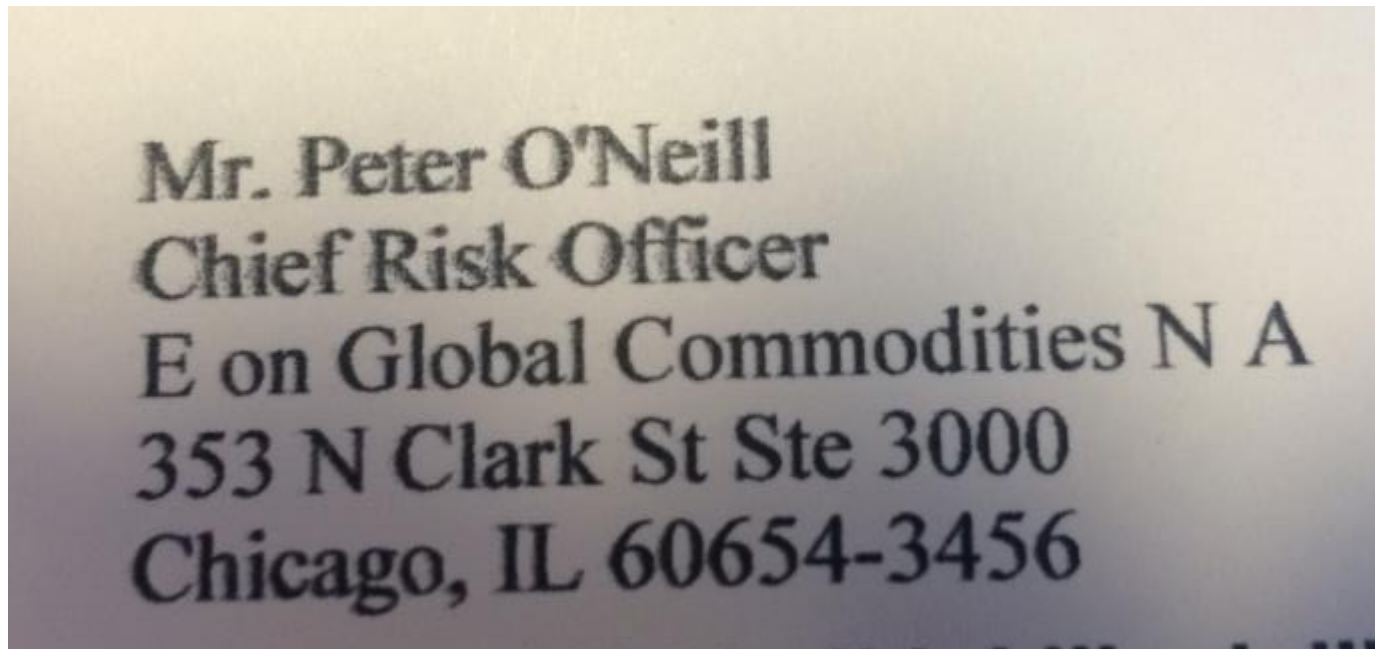 Mr. Peter O'Neill
Chief Risk Officer
E on Global Commodities N A
353 N Clark St Ste 3000
Chicago, IL 60654-3456